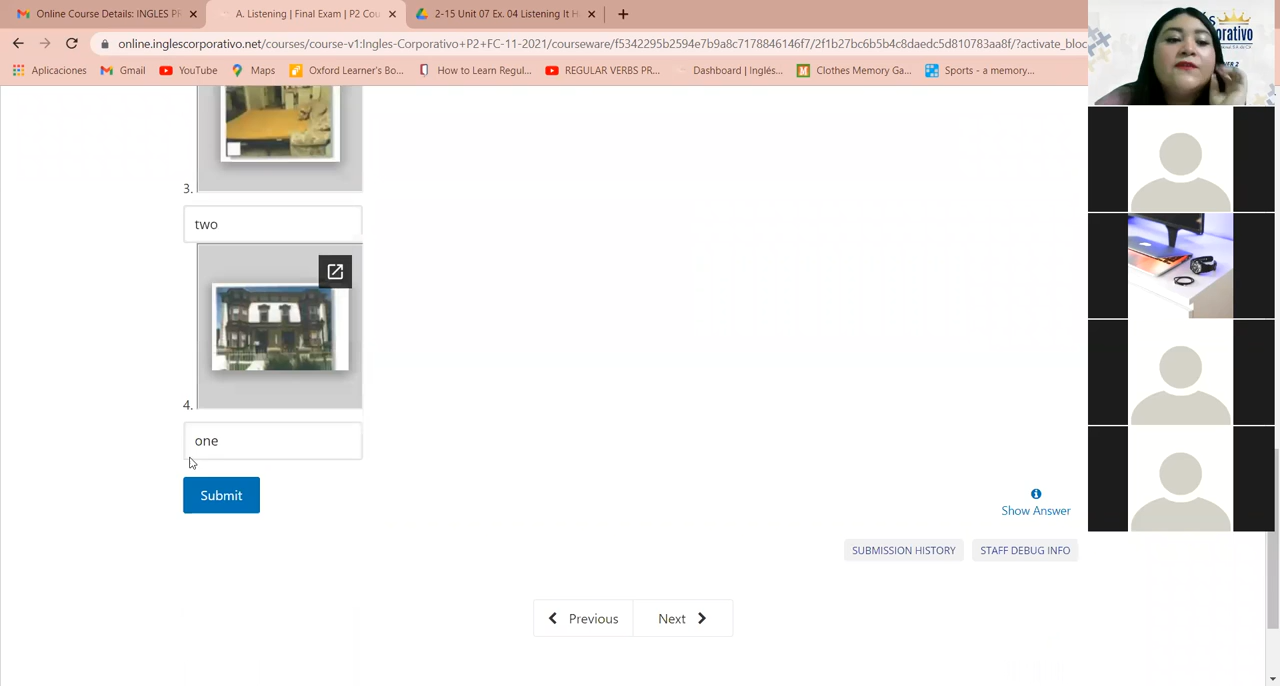 Online Course Details: INGLES PR
A. Listening | Final Exam | P2 Cou
2-15 Unit 07 Ex. 04 Listening It H
online.inglescorporativo.net/courses/course-v1:Ingles-Corporativo+P2+FC-11-2021/courseware/f5342295b2594e7b9a8c7178846146f7/2f1b27bc6b5b4c8daedc5d810783aa8f/?activate_bloc
Aplicaciones
Gmail
YouTube
Maps
Oxford Learner's Bo...
How to Learn Regul...
REGULAR VERBS PR...
Dashboard | Inglés...
Clothes Memory Ga...
Sports - a memory...
orativo
3.
two
4.
one
Submit
Show Answer
SUBMISSION HISTORY
STAFF DEBUG INFO
Previous
Next